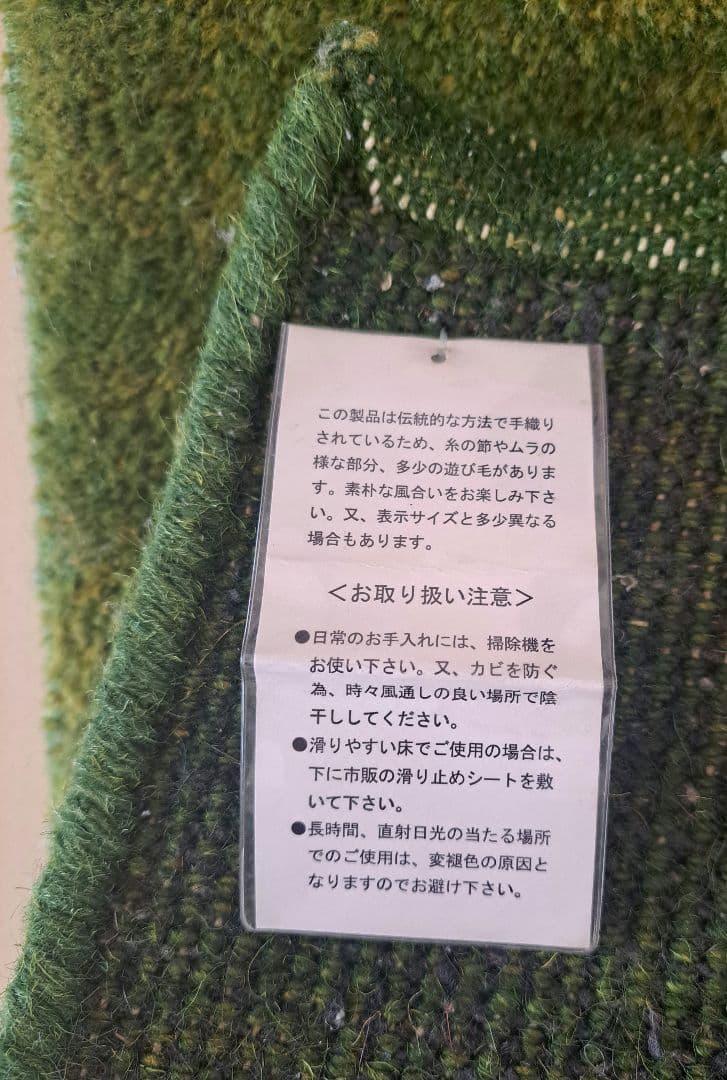 この製品は伝統的な方法で手織り
されているため、糸の節やムラの
様な部分、多少の遊び毛がありま
す。素朴な風合いをお楽しみ下さ
い。又、表示サイズと多少異なる
場合もあります。
＜お取り扱い注意＞
●日常のお手入れには、掃除機を
お使い下さい。又、カビを防ぐ
為、時々風通しの良い場所で陰
干ししてください。
●滑りやすい床でご使用の場合は、
下に市販の滑り止めシートを敷
いて下さい。
●長時間、直射日光の当たる場所
でのご使用は、変褪色の原因と
なりますのでお避け下さい。